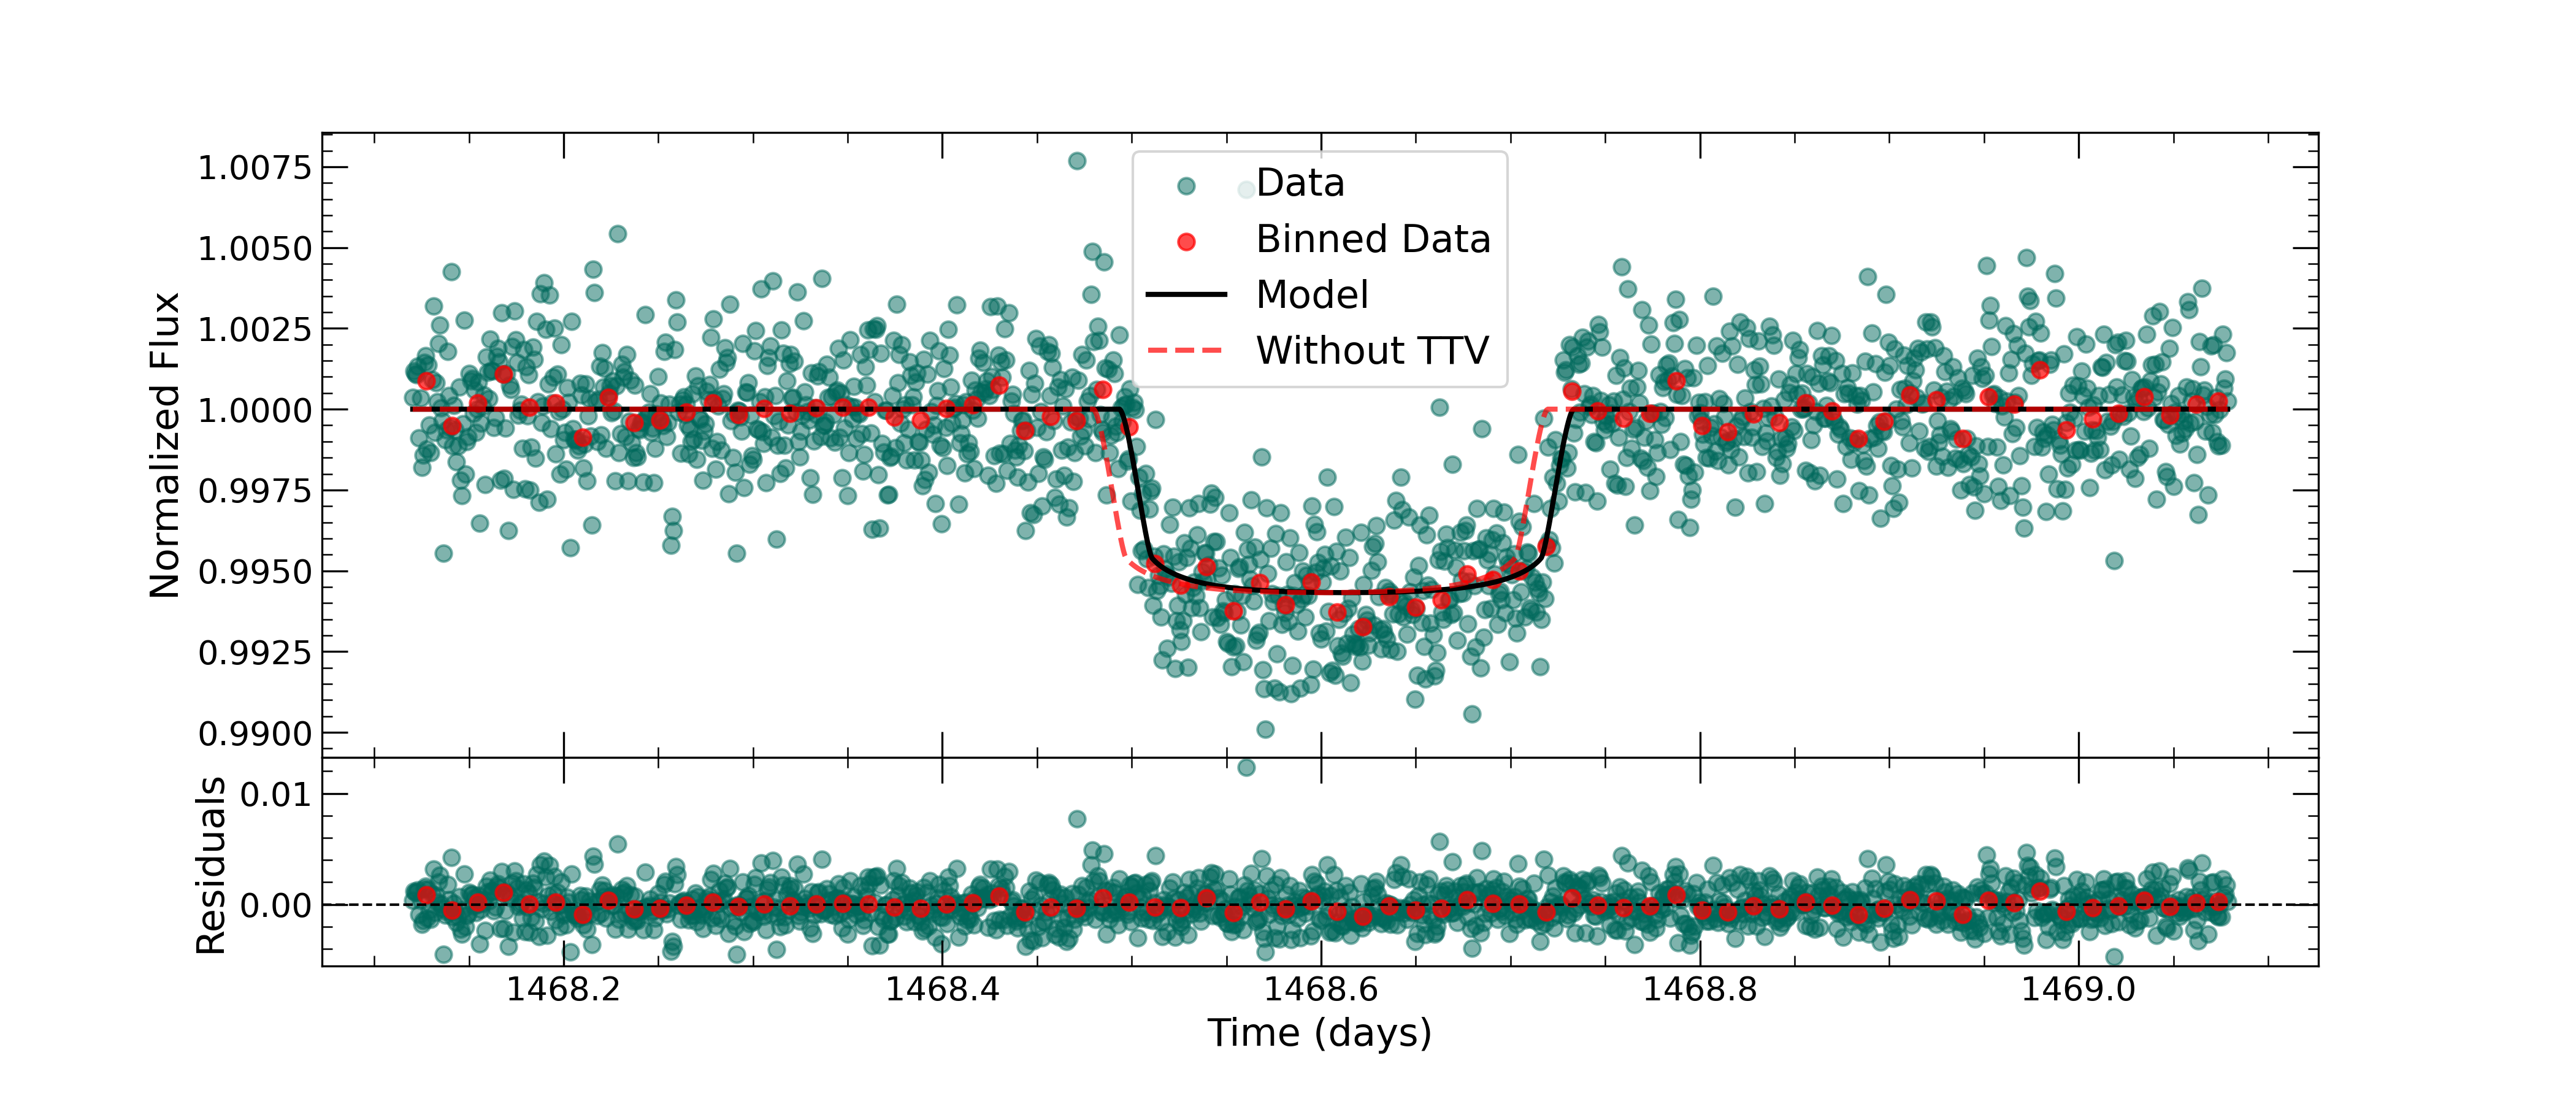 Normalized Flux
1.0075
1.0050
1.0025
1.0000
0.9975
0.9950
0.9925
0.9900
Data
Binned Data
Model
Without TTV
Residuals
0.01
0.00
1468.2
1468.4
1468.6
1468.8
1469.0
Time (days)